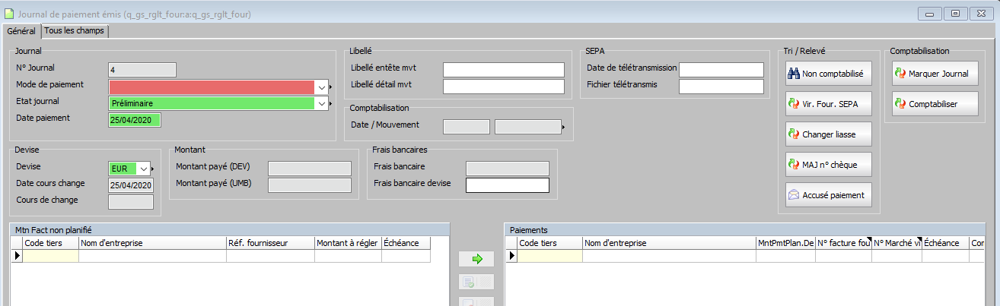 Journal de paiement émis (q_gs_rglt_four:a:q_gs_rglt_four)
Général Tous les champs
Journal
N° Journal 4
Mode de paiement
Etat journal Préliminaire
Date paiement 25/04/2020
Libellé
Libellé entête mvt
Libellé détail mvt
Comptabilisation
Date / Mouvement
SEPA
Date de télétransmission
Fichier télétransmis
Tri / Relevé
Non comptabilisé
Vir. Four. SEPA
Changer liasse
MAJ n° chèque
Accusé paiement
Comptabilisation
Marquer Journal
Comptabiliser
Devise
Devise EUR
Date cours change 25/04/2020
Cours de change
Montant
Montant payé (DEV)
Montant payé (UMB)
Frais bancaires
Frais bancaire
Frais bancaire devise
Mtn Fact non planifié
Code tiers Nom d'entreprise Réf. fournisseur Montant à régler Échéance
Paiements
Code tiers Nom d'entreprise MntPmtPlan.De N° facture fou N° Marché vi Échéance Cor